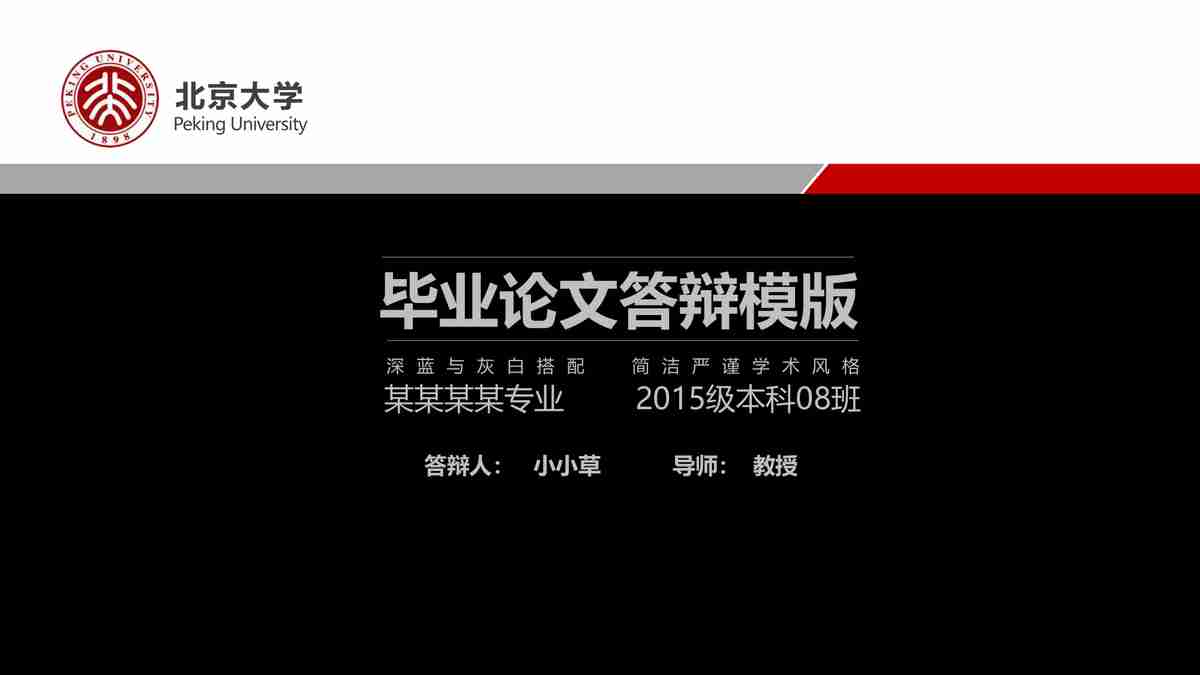 PEKING UNIVERSITY
1898
北京大学
Peking University
毕业论文答辩模版
深蓝与灰白搭配 简洁严谨学术风格
某某某某专业 2015级本科08班
答辩人： 小小草 导师： 教授